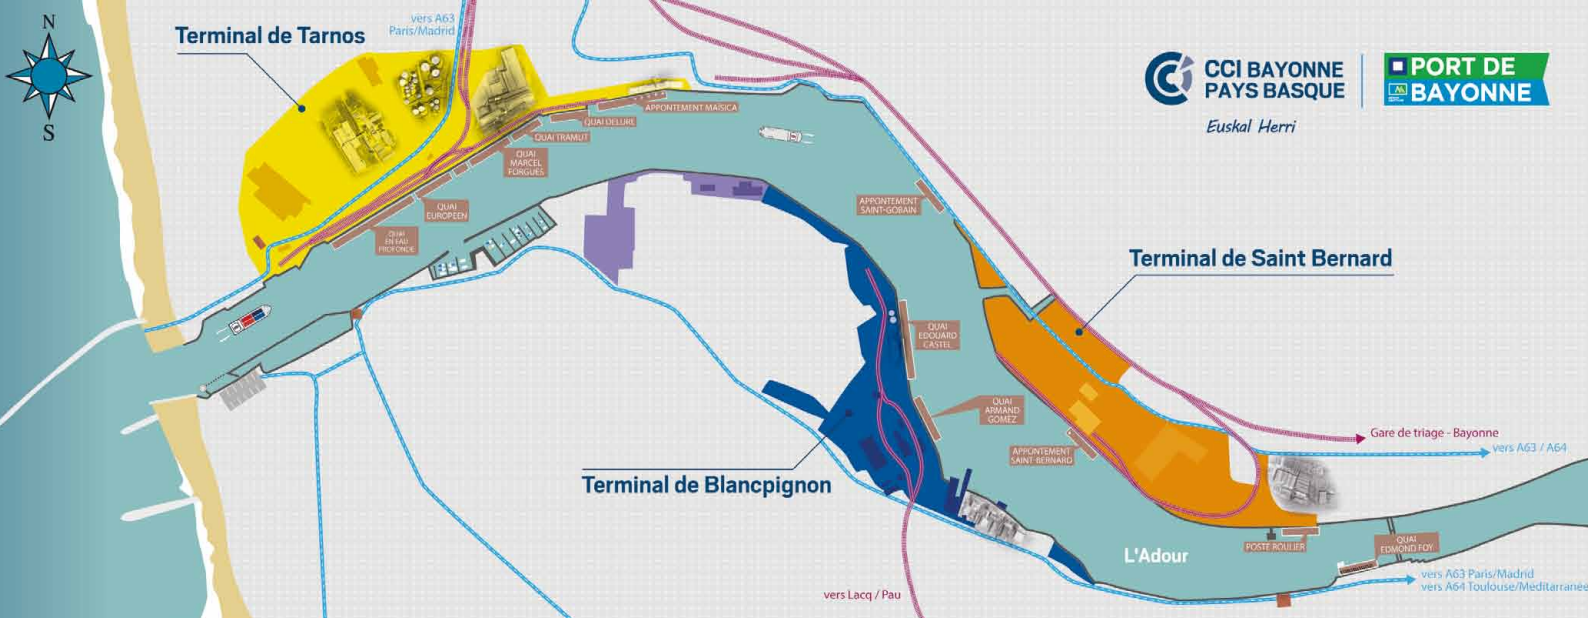 N
S
Terminal de Tarnos
vers A63
Paris/Madrid
CCI BAYONNE
PAYS BASQUE
Euskal Herri
PORT DE
BAYONNE
APPONTEMENT MAÏSICA
QUAI DELURE
QUAI TRAMUT
QUAI
MARCEL
FORGUES
QUAI
EUROPEEN
QUAI
EN EAU
PROFONDE
APPONTEMENT
SAINT-GOBAIN
Terminal de Saint Bernard
QUAI
EDOUARD
CASTEL
QUAI
ARMAND
GOMEZ
APPONTEMENT
SAINT-BERNARD
Gare de triage - Bayonne
vers A63 / A64
Terminal de Blancpignon
L'Adour
POSTE ROULIER
QUAI
EDMOND FOY
vers A63 Paris/Madrid
vers A64 Toulouse/Méditarranée
vers Lacq / Pau